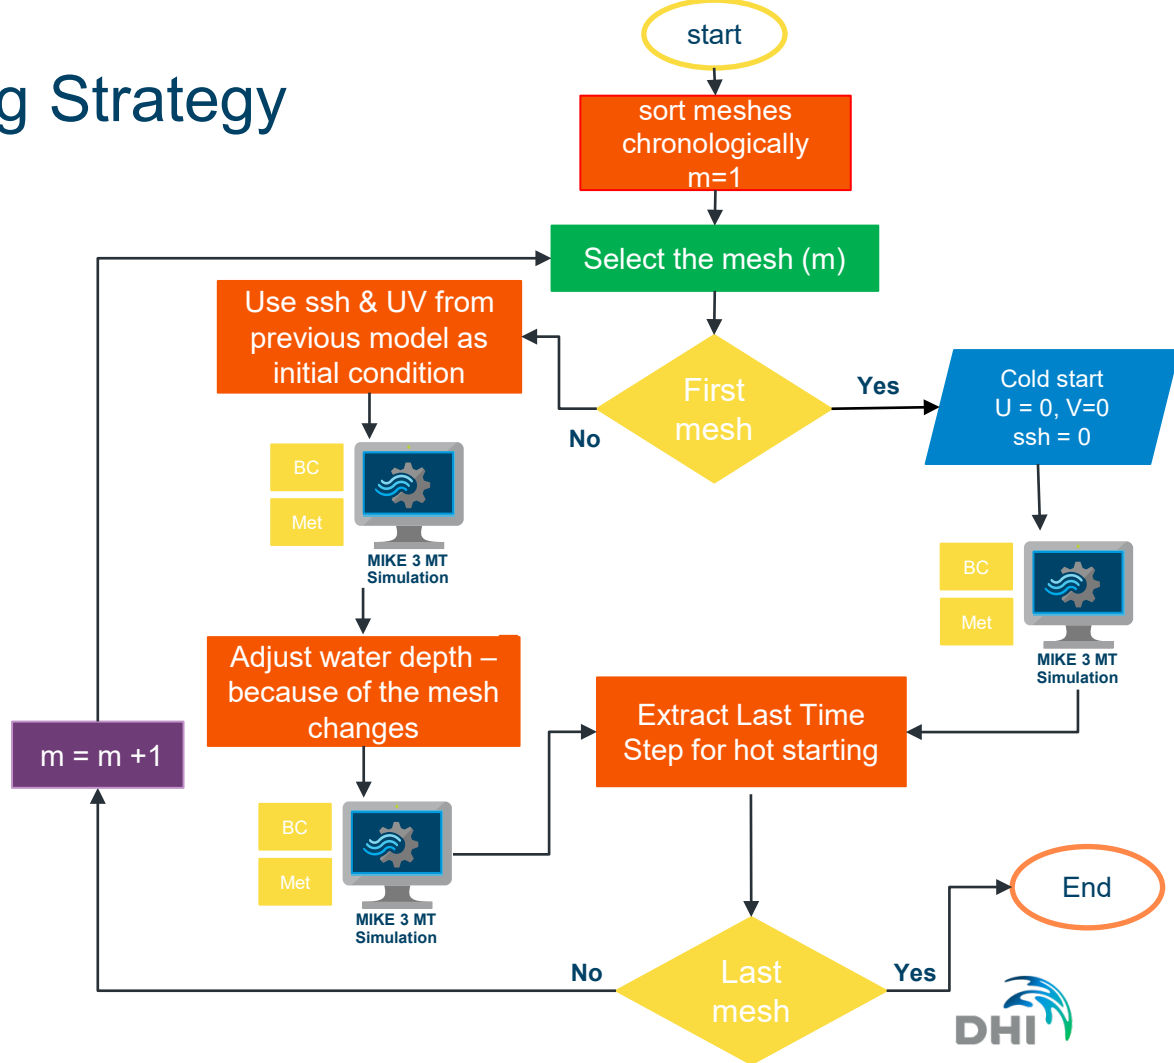 g Strategy
start
sort meshes
chronologically
m=1
Select the mesh (m)
Use ssh & UV from
previous model as
initial condition
First
mesh
Yes
No
Cold start
U = 0, V=0
ssh = 0
BC
Met
MIKE 3 MT
Simulation
BC
Met
MIKE 3 MT
Simulation
Adjust water depth –
because of the mesh
changes
Extract Last Time
Step for hot starting
m = m +1
BC
Met
MIKE 3 MT
Simulation
Last
mesh
No
Yes
End
DHI